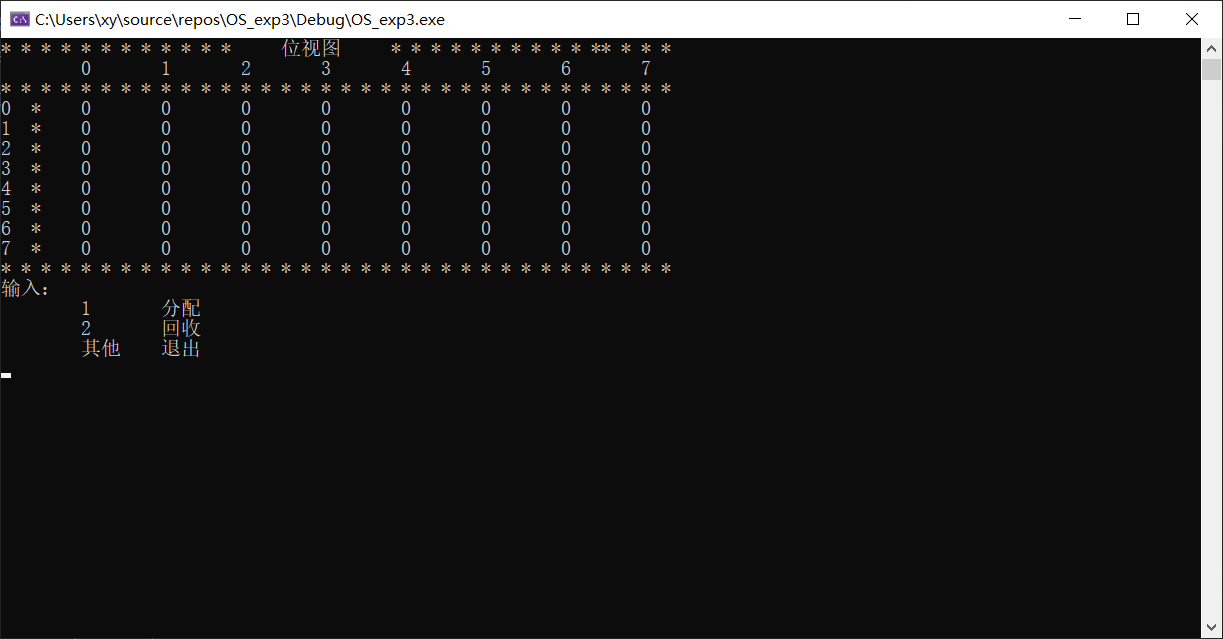 C:\Users\xy\source\repos\OS_exp3\Debug\OS_exp3.exe
* * * * * * * * * * * *     位视图     * * * * * * * * * * ** * * *
        0       1       2       3       4       5       6       7
* * * * * * * * * * * * * * * * * * * * * * * * * * * * * * * * * *
0  *    0       0       0       0       0       0       0       0
1  *    0       0       0       0       0       0       0       0
2  *    0       0       0       0       0       0       0       0
3  *    0       0       0       0       0       0       0       0
4  *    0       0       0       0       0       0       0       0
5  *    0       0       0       0       0       0       0       0
6  *    0       0       0       0       0       0       0       0
7  *    0       0       0       0       0       0       0       0
* * * * * * * * * * * * * * * * * * * * * * * * * * * * * * * * * *
输入:
        1       分配
        2       回收
        其他    退出